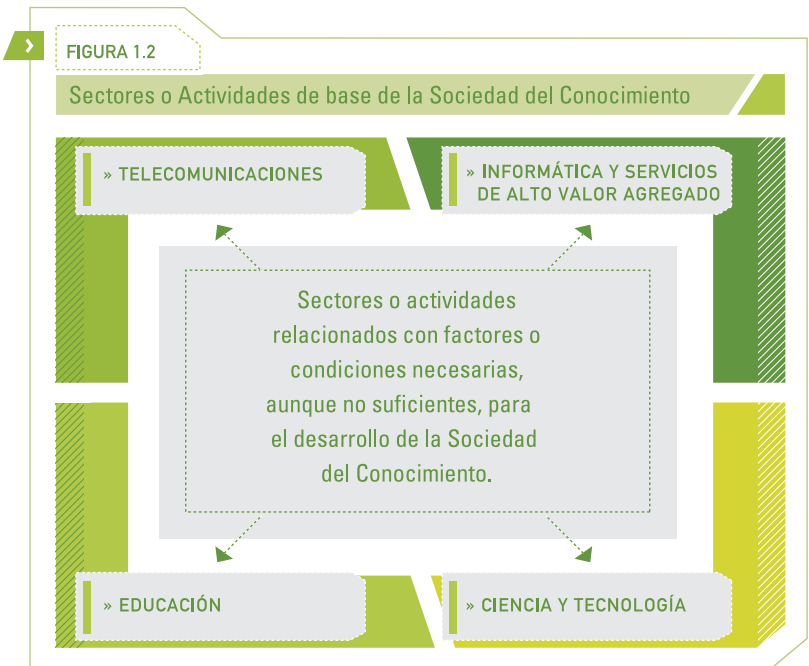 FIGURA 1.2
Sectores o Actividades de base de la Sociedad del Conocimiento
» TELECOMUNICACIONES
» INFORMÁTICA Y SERVICIOS
DE ALTO VALOR AGREGADO
Sectores o actividades
relacionados con factores o
condiciones necesarias,
aunque no suficientes, para
el desarrollo de la Sociedad
del Conocimiento.
» EDUCACIÓN
» CIENCIA Y TECNOLOGÍA